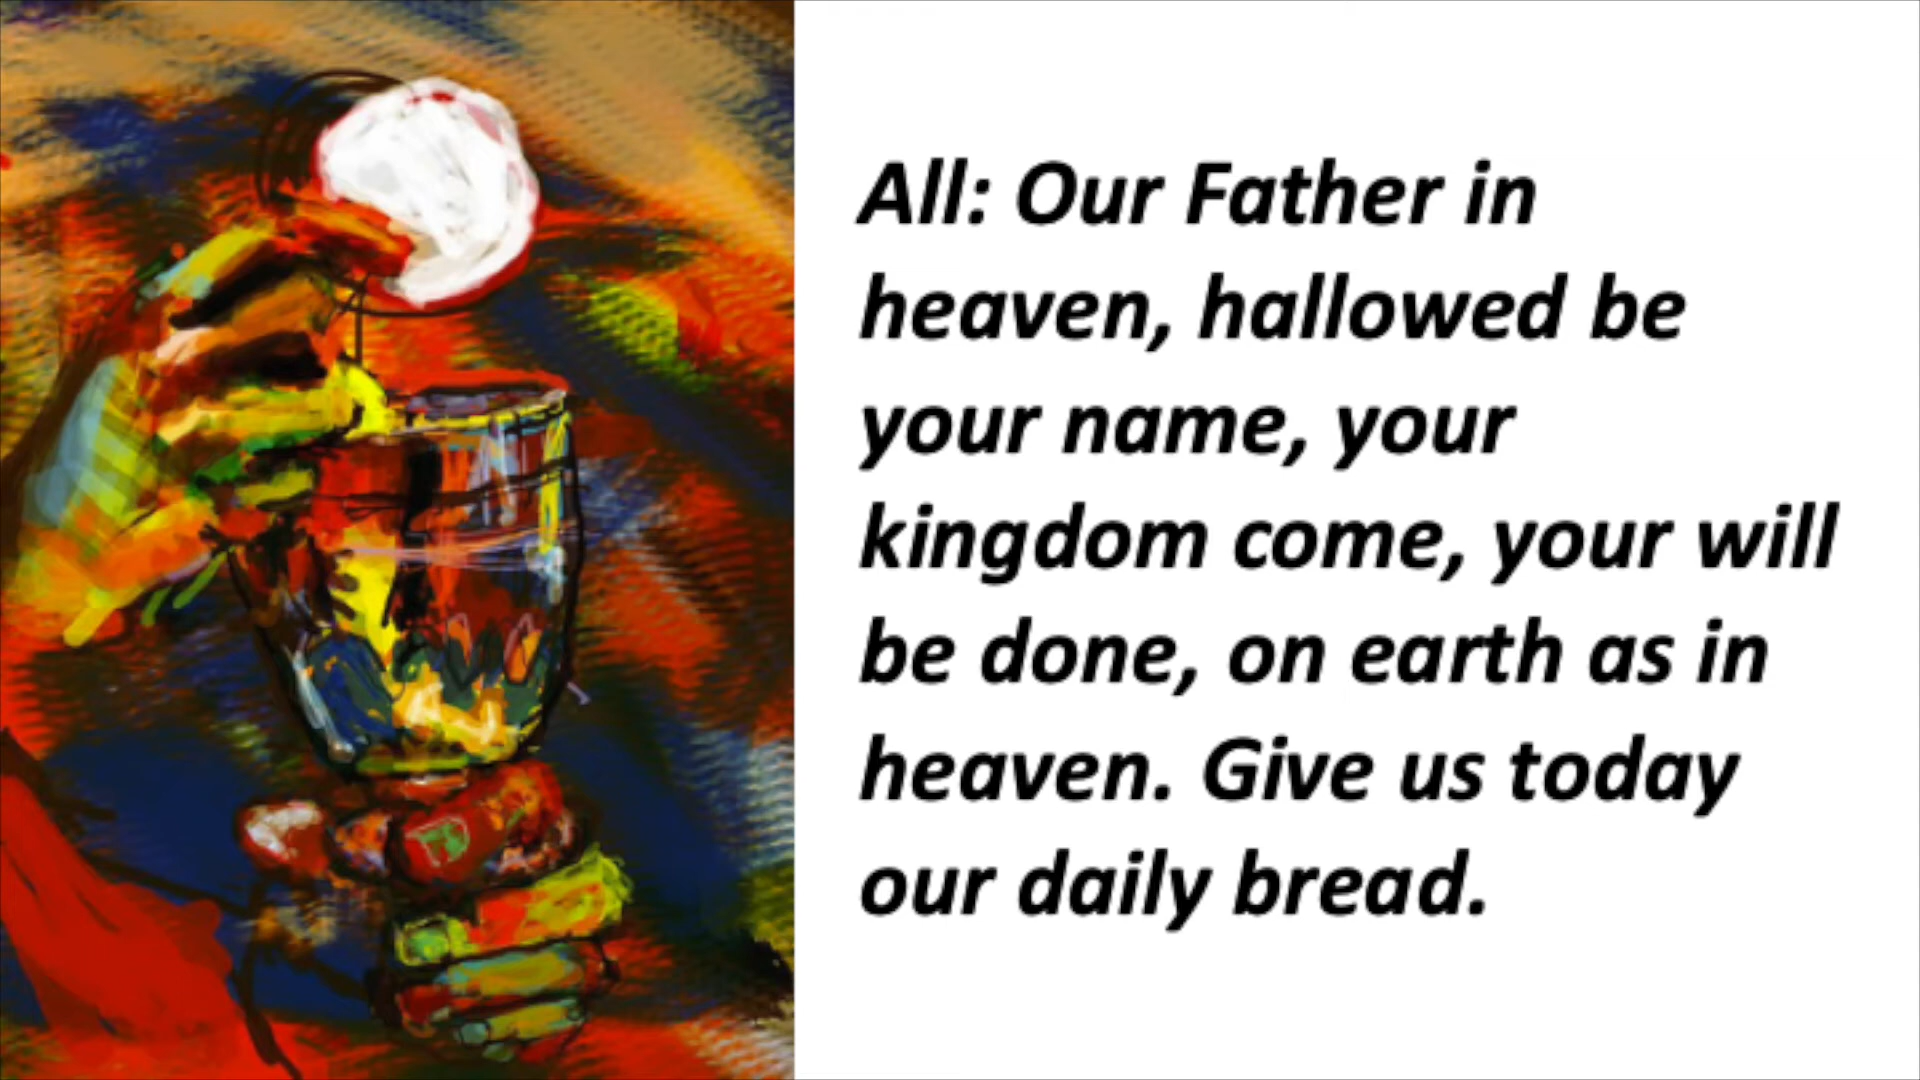 All: Our Father in
heaven, hallowed be
your name, your
kingdom come, your will
be done, on earth as in
heaven. Give us today
our daily bread.